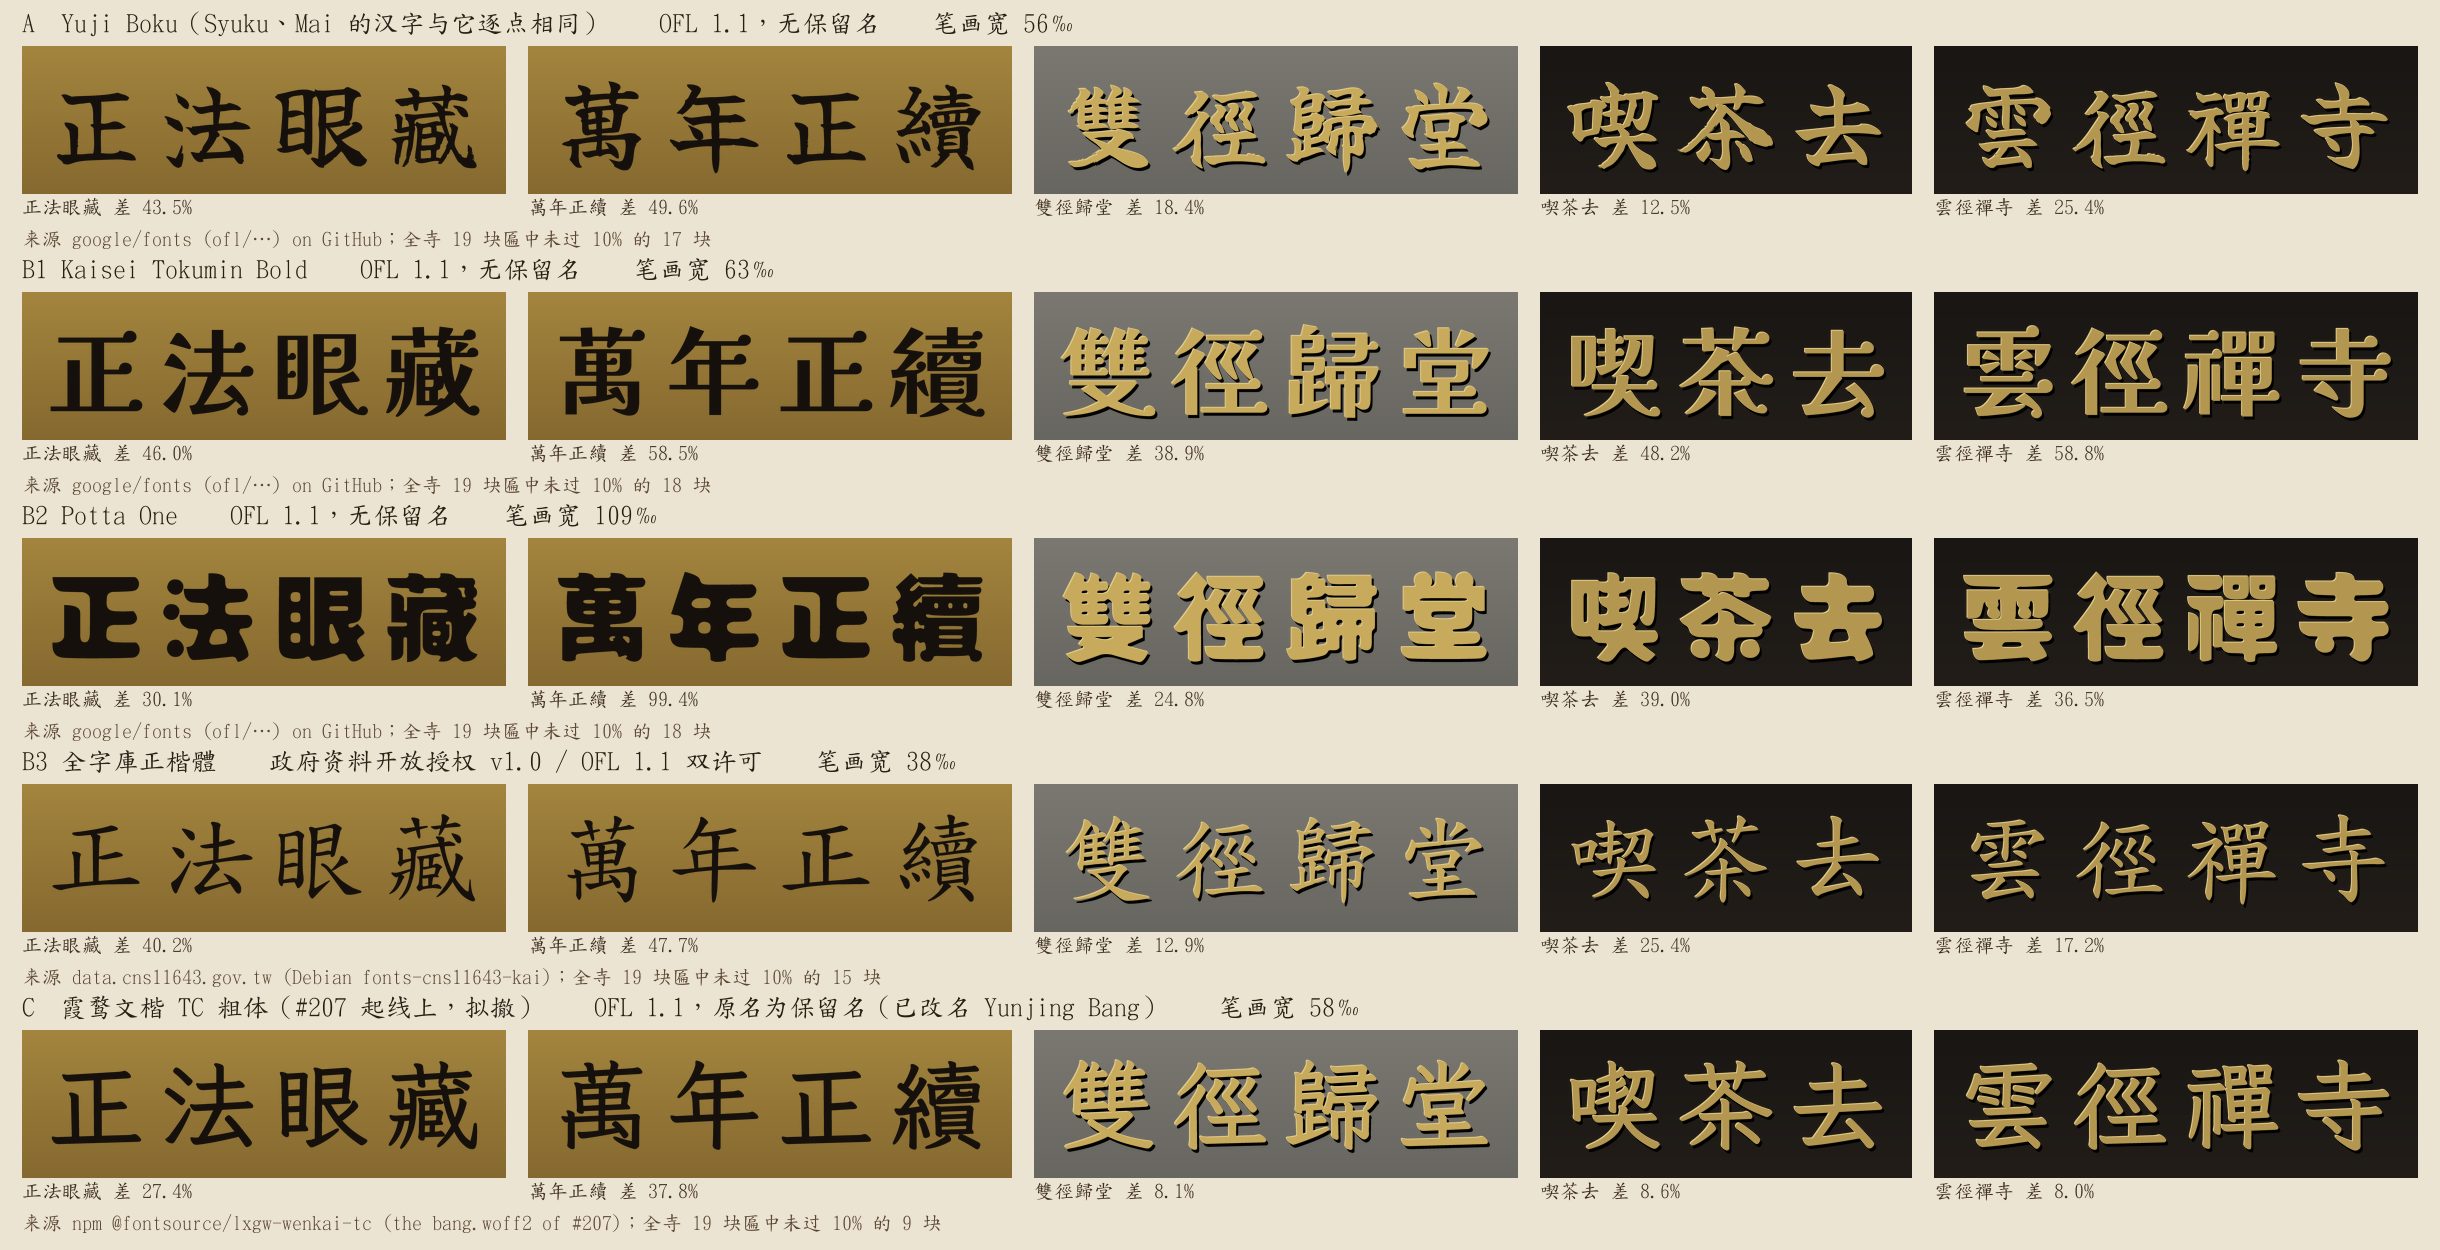 A　Yuji Boku（Syuku、Mai 的汉字与它逐点相同）　　OFL 1.1，无保留名　　笔画宽 56‰
正法眼藏　萬年正續　雙徑歸堂　喫茶去　雲徑禪寺
正法眼藏 差 43.5%　萬年正續 差 49.6%　雙徑歸堂 差 18.4%　喫茶去 差 12.5%　雲徑禪寺 差 25.4%
来源 google/fonts (ofl/…) on GitHub；全寺 19 块匾中未过 10% 的 17 块
B1 Kaisei Tokumin Bold　　OFL 1.1，无保留名　　笔画宽 63‰
正法眼藏　萬年正續　雙徑歸堂　喫茶去　雲徑禪寺
正法眼藏 差 46.0%　萬年正續 差 58.5%　雙徑歸堂 差 38.9%　喫茶去 差 48.2%　雲徑禪寺 差 58.8%
来源 google/fonts (ofl/…) on GitHub；全寺 19 块匾中未过 10% 的 18 块
B2 Potta One　　OFL 1.1，无保留名　　笔画宽 109‰
正法眼藏　萬年正續　雙徑歸堂　喫茶去　雲徑禪寺
正法眼藏 差 30.1%　萬年正續 差 99.4%　雙徑歸堂 差 24.8%　喫茶去 差 39.0%　雲徑禪寺 差 36.5%
来源 google/fonts (ofl/…) on GitHub；全寺 19 块匾中未过 10% 的 18 块
B3 全字庫正楷體　　政府资料开放授权 v1.0 / OFL 1.1 双许可　　笔画宽 38‰
正法眼藏　萬年正續　雙徑歸堂　喫茶去　雲徑禪寺
正法眼藏 差 40.2%　萬年正續 差 47.7%　雙徑歸堂 差 12.9%　喫茶去 差 25.4%　雲徑禪寺 差 17.2%
来源 data.cns11643.gov.tw (Debian fonts-cns11643-kai)；全寺 19 块匾中未过 10% 的 15 块
C　霞鹜文楷 TC 粗体（#207 起线上，拟撤）　　OFL 1.1，原名为保留名（已改名 Yunjing Bang）　　笔画宽 58‰
正法眼藏　萬年正續　雙徑歸堂　喫茶去　雲徑禪寺
正法眼藏 差 27.4%　萬年正續 差 37.8%　雙徑歸堂 差 8.1%　喫茶去 差 8.6%　雲徑禪寺 差 8.0%
来源 npm @fontsource/lxgw-wenkai-tc (the bang.woff2 of #207)；全寺 19 块匾中未过 10% 的 9 块